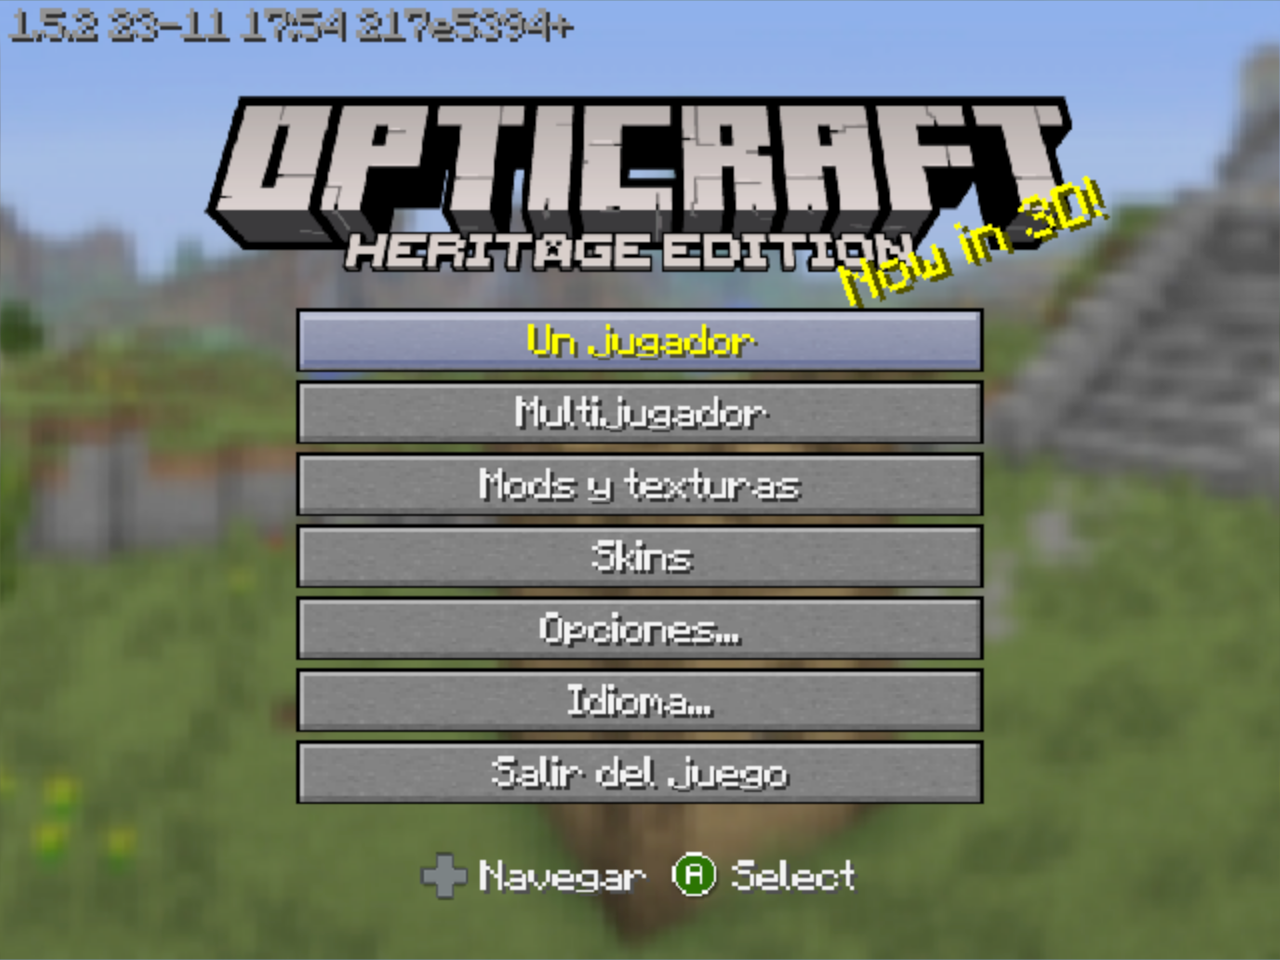 1.5.2 23-11 17:54 217e5394+
OPTICRAFT
HERITAGE EDITION
Now in 3D!
Un jugador
Multijugador
Mods y texturas
Skins
Opciones...
Idioma...
Salir del juego
Navegar A Select